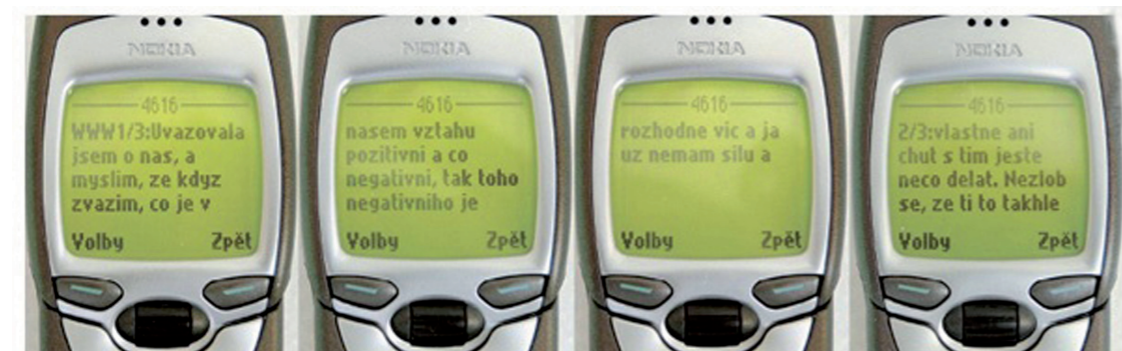 NOKIA
4616
WWW1/3:Uvazovala
jsem o nas, a
myslim, ze kdyz
zvazim, co je v
Volby Zpět
NOKIA
4616
nasem vztahu
pozitivni a co
negativni, tak toho
negativniho je
Volby Zpět
NOKIA
4616
rozhodne vic a ja
uz nemam silu a
Volby Zpět
NOKIA
4616
2/3:vlastne ani
chut s tim jeste
neco delat. Nezlob
se, ze ti to takhle
Volby Zpět